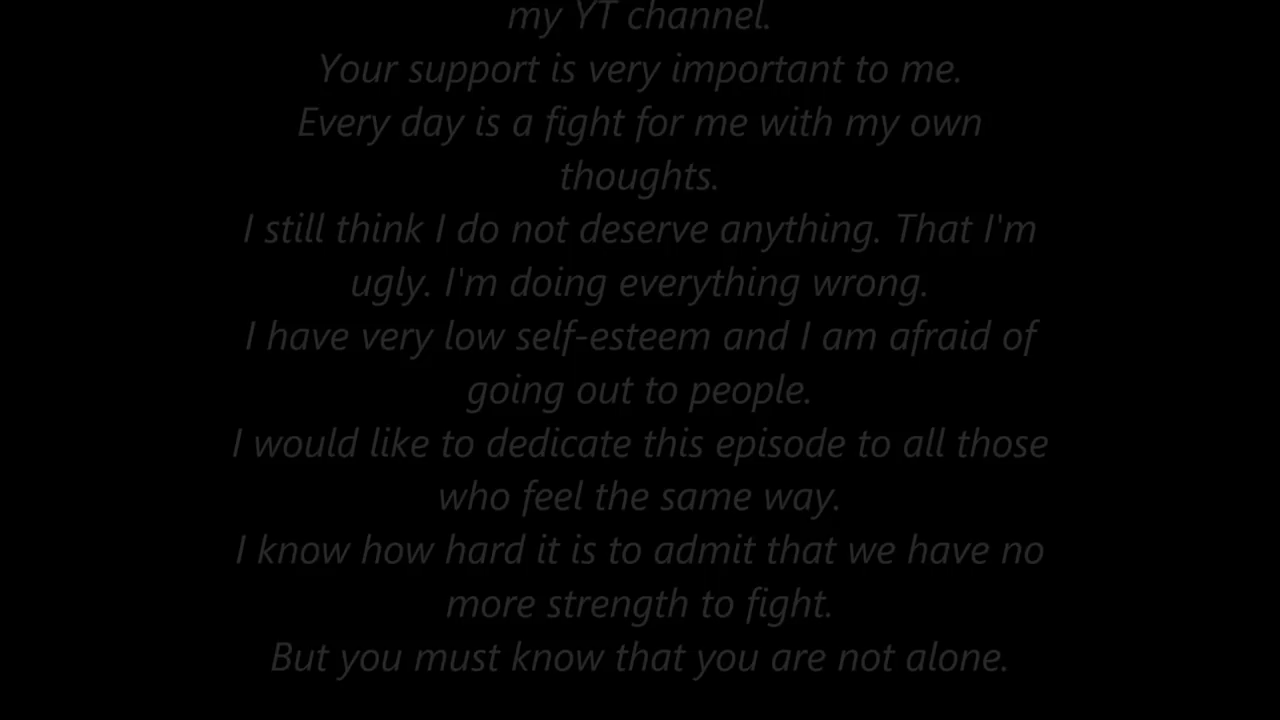 my YT channel.
Your support is very important to me.
Every day is a fight for me with my own
thoughts.
I still think I do not deserve anything. That I'm
ugly. I'm doing everything wrong.
I have very low self-esteem and I am afraid of
going out to people.
I would like to dedicate this episode to all those
who feel the same way.
I know how hard it is to admit that we have no
more strength to fight.
But you must know that you are not alone.